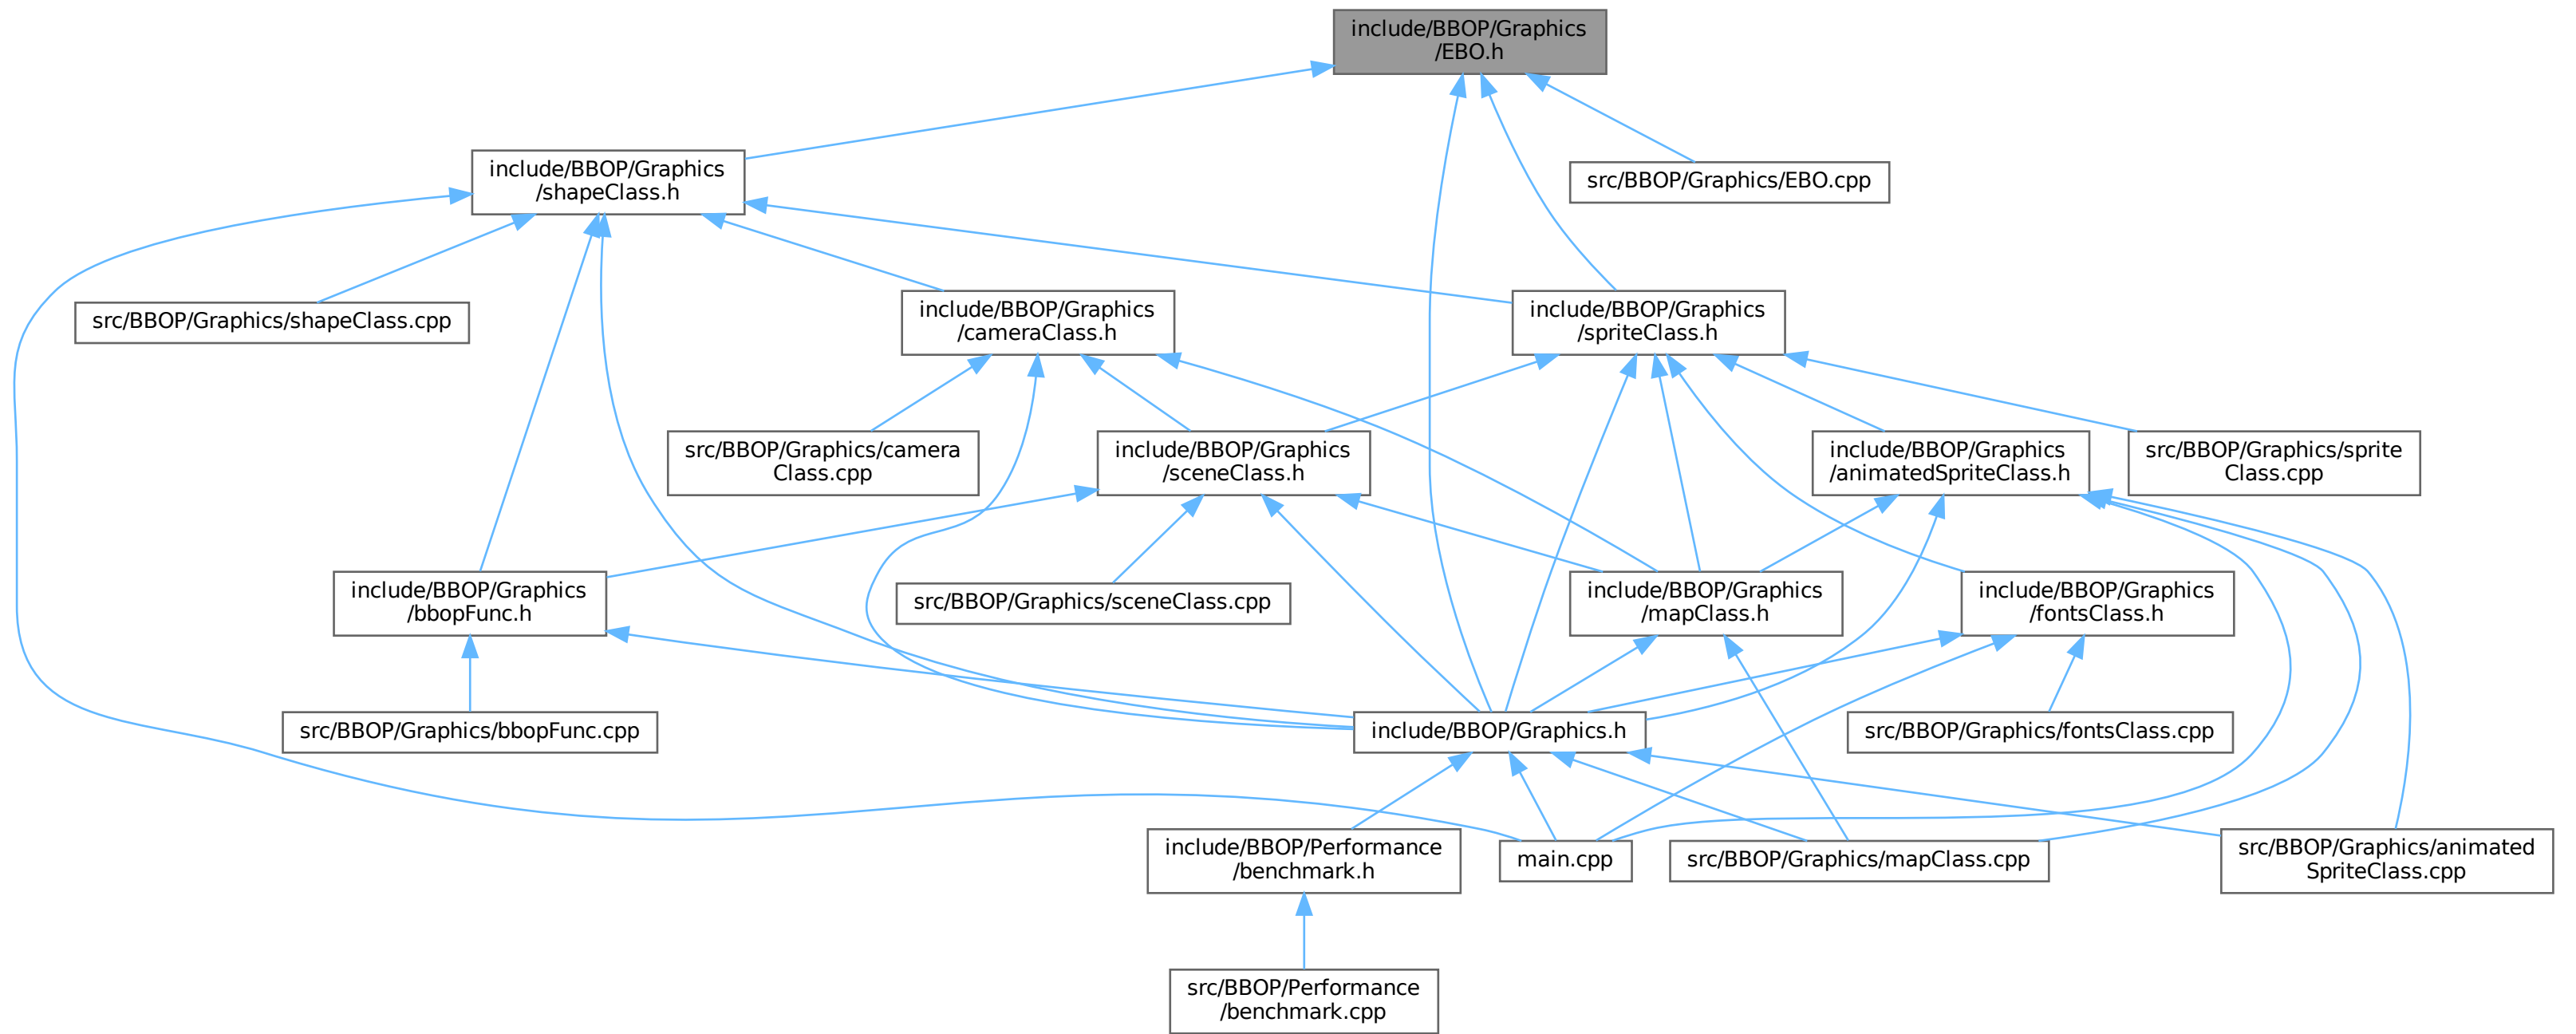 include/BBOP/Graphics
/EBO.h
include/BBOP/Graphics
/shapeClass.h
src/BBOP/Graphics/EBO.cpp
src/BBOP/Graphics/shapeClass.cpp
include/BBOP/Graphics
/cameraClass.h
include/BBOP/Graphics
/spriteClass.h
src/BBOP/Graphics/camera
Class.cpp
include/BBOP/Graphics
/sceneClass.h
include/BBOP/Graphics
/animatedSpriteClass.h
src/BBOP/Graphics/sprite
Class.cpp
include/BBOP/Graphics
/bbopFunc.h
src/BBOP/Graphics/sceneClass.cpp
include/BBOP/Graphics
/mapClass.h
include/BBOP/Graphics
/fontsClass.h
src/BBOP/Graphics/bbopFunc.cpp
include/BBOP/Graphics.h
src/BBOP/Graphics/fontsClass.cpp
include/BBOP/Performance
/benchmark.h
main.cpp
src/BBOP/Graphics/mapClass.cpp
src/BBOP/Graphics/animated
SpriteClass.cpp
src/BBOP/Performance
/benchmark.cpp